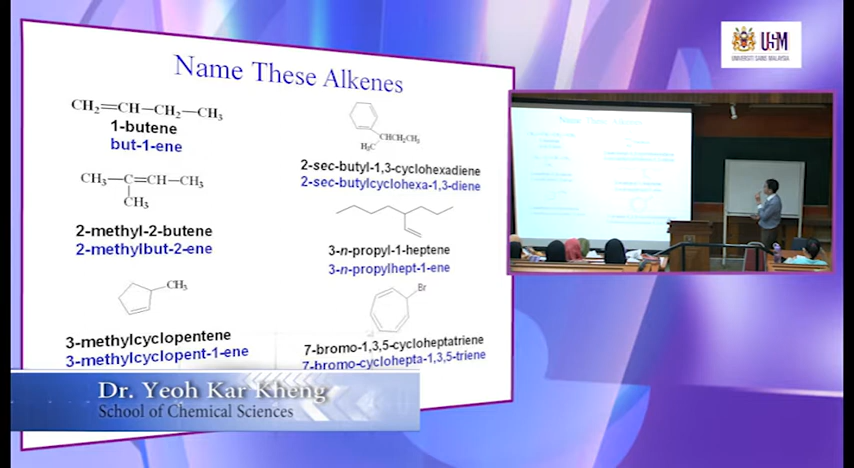 Name These Alkenes
CH₂=CH—CH₂—CH₃
1-butene
but-1-ene
CH₃—C=CH—CH₃
CH₃
2-methyl-2-butene
2-methylbut-2-ene
CH₃
3-methylcyclopentene
3-methylcyclopent-1-ene
CHCH₂CH₃
H₃C
2-sec-butyl-1,3-cyclohexadiene
2-sec-butylcyclohexa-1,3-diene
3-n-propyl-1-heptene
3-n-propylhept-1-ene
Br
7-bromo-1,3,5-cycloheptatriene
7-bromo-cyclohepta-1,3,5-triene
Dr. Yeoh Kar Kheng
School of Chemical Sciences
USM
UNIVERSITI SAINS MALAYSIA
Name These Alkenes